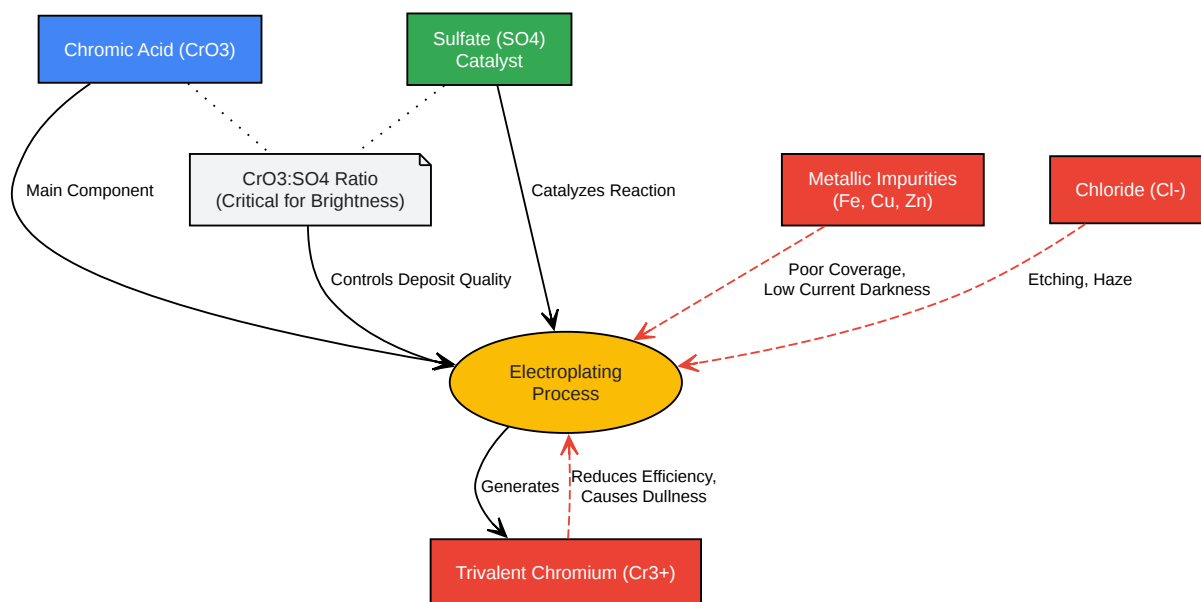 Chromic Acid (CrO3)
Sulfate (SO4)
Catalyst
CrO3:SO4 Ratio
(Critical for Brightness)
Metallic Impurities
(Fe, Cu, Zn)
Chloride (Cl-)
Main Component
Catalyzes Reaction
Controls Deposit Quality
Poor Coverage,
Low Current Darkness
Etching, Haze
Electroplating
Process
Generates
Reduces Efficiency,
Causes Dullness
Trivalent Chromium (Cr3+)